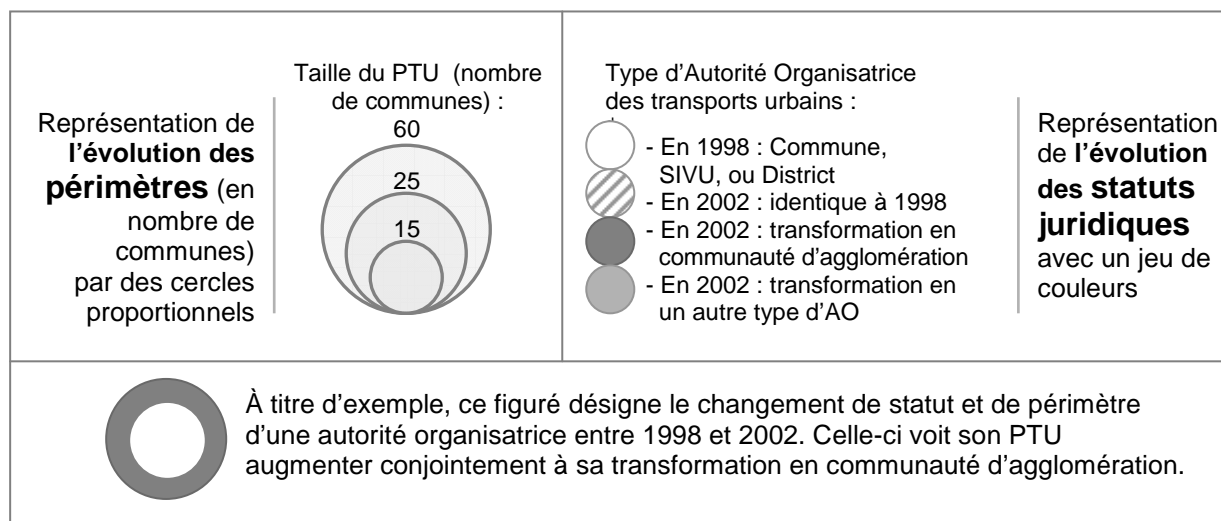 Représentation de
l’évolution des
périmètres (en
nombre de
communes)
par des cercles
proportionnels
Taille du PTU (nombre
de communes) :
60
25
15
Type d’Autorité Organisatrice
des transports urbains :
- En 1998 : Commune,
SIVU, ou District
- En 2002 : identique à 1998
- En 2002 : transformation en
communauté d’agglomération
- En 2002 : transformation en
un autre type d’AO
Représentation
de l’évolution
des statuts
juridiques
avec un jeu de
couleurs
À titre d’exemple, ce figuré désigne le changement de statut et de périmètre
d’une autorité organisatrice entre 1998 et 2002. Celle-ci voit son PTU
augmenter conjointement à sa transformation en communauté d’agglomération.